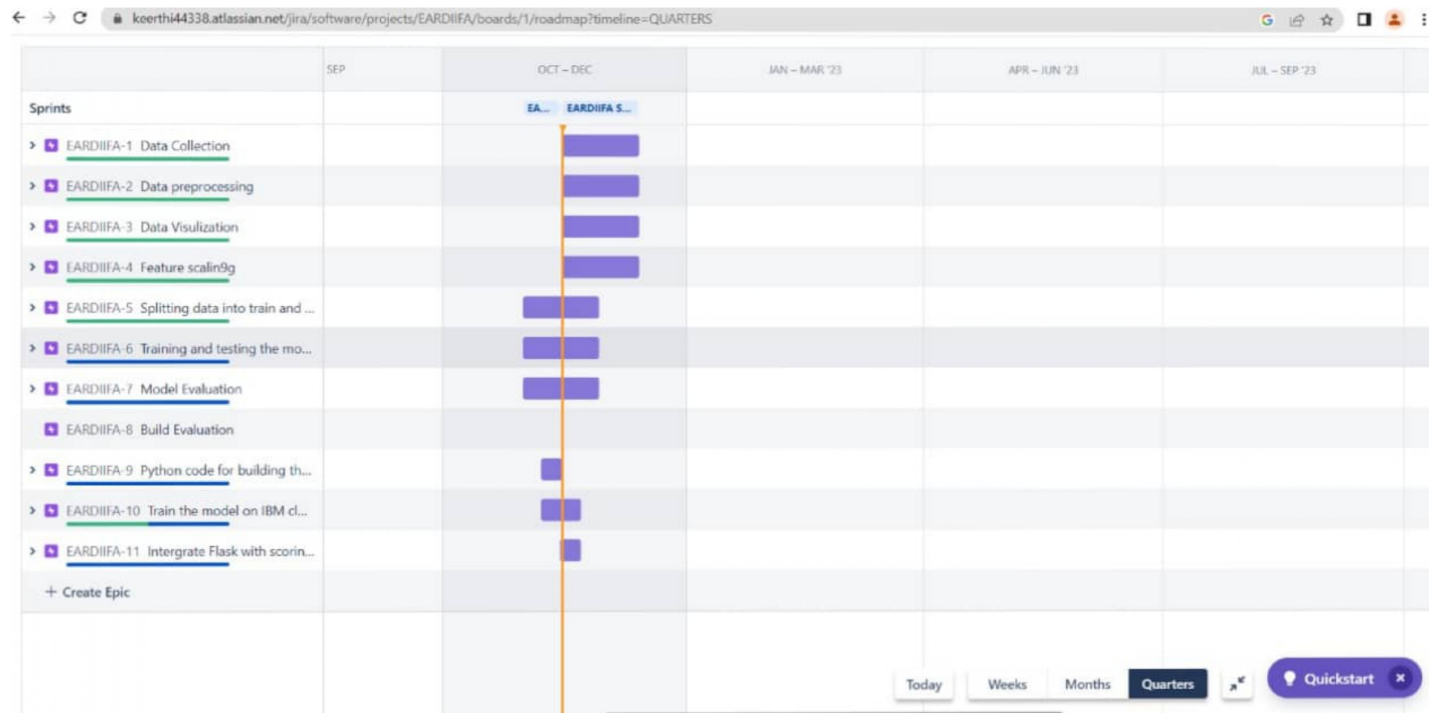 keerthi44338.atlassian.net/jira/software/projects/EARDIIFA/boards/1/roadmap?timeline=QUARTERS
SEP OCT – DEC JAN – MAR '23 APR – JUN '23 JUL – SEP '23
Sprints EA... EARDIIFA S...
EARDIIFA-1 Data Collection
EARDIIFA-2 Data preprocessing
EARDIIFA-3 Data Visulization
EARDIIFA-4 Feature scalin9g
EARDIIFA-5 Splitting data into train and ...
EARDIIFA-6 Training and testing the mo...
EARDIIFA-7 Model Evaluation
EARDIIFA-8 Build Evaluation
EARDIIFA-9 Python code for building th...
EARDIIFA-10 Train the model on IBM cl...
EARDIIFA-11 Intergrate Flask with scorin...
+ Create Epic
Today Weeks Months Quarters Quickstart